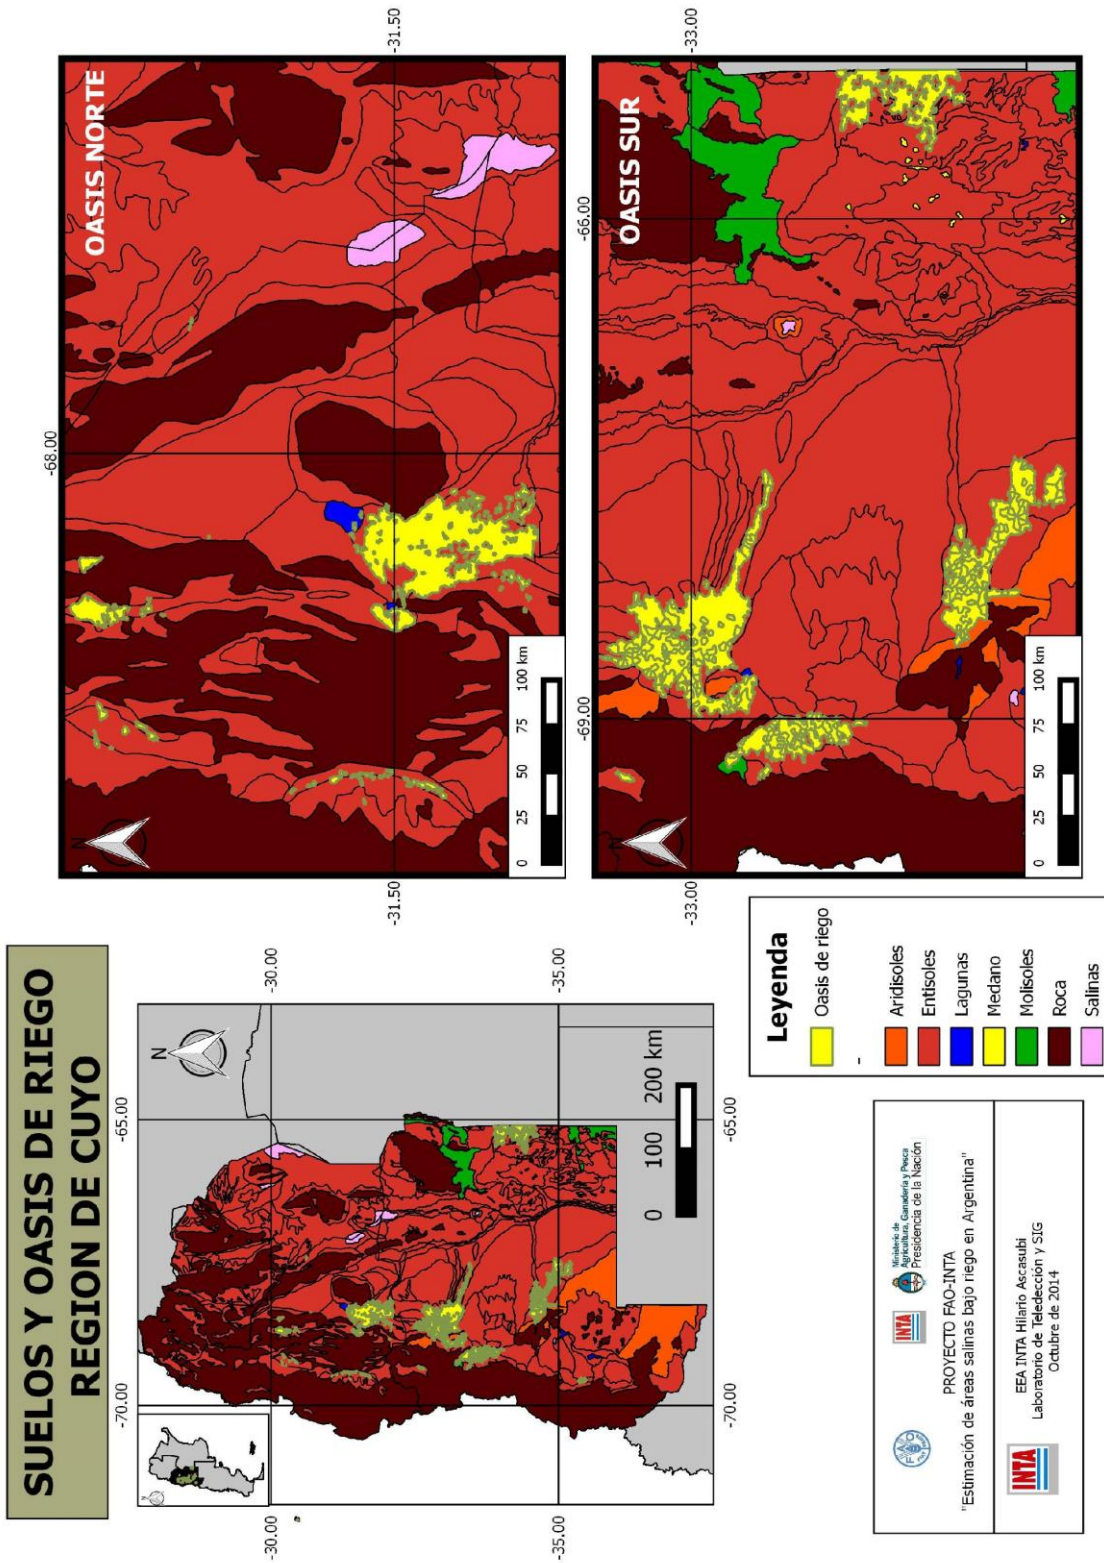 SUELOS Y OASIS DE RIEGO
REGION DE CUYO
-30.00
-35.00
-70.00
-65.00
-30.00
-35.00
-70.00
-65.00
N
0 100 200 km
OASIS NORTE
-68.00
-31.50
-31.50
N
0 25 50 75 100 km
OASIS SUR
-33.00
-33.00
-69.00
-66.00
N
0 25 50 75 100 km
Leyenda
Oasis de riego
-
Aridisoles
Entisoles
Lagunas
Medano
Molisoles
Roca
Salinas
FAO
INTA
Ministerio de
Agricultura, Ganadería y Pesca
Presidencia de la Nación
PROYECTO FAO-INTA
"Estimación de áreas salinas bajo riego en Argentina"
INTA
EEA INTA Hilario Ascasubi
Laboratorio de Teledección y SIG
Octubre de 2014